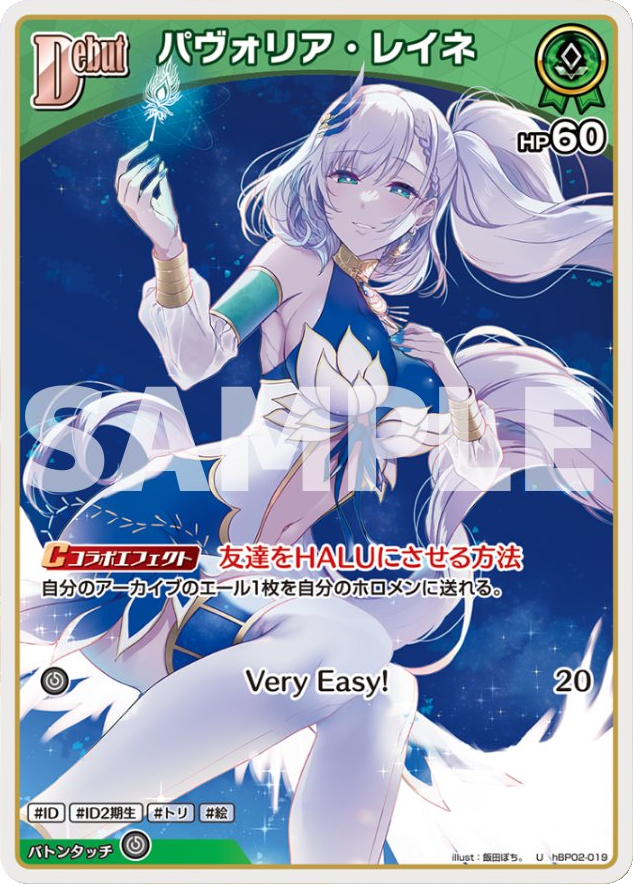 Debut
パヴォリア・レイネ
HP60
SAMPLE
Cコラボエフェクト 友達をHALUにさせる方法
自分のアーカイブのエール1枚を自分のホロメンに送れる。
Very Easy! 20
#ID #ID2期生 #トリ #絵
バトンタッチ
illust：飯田ぽち。 U hBP02-019